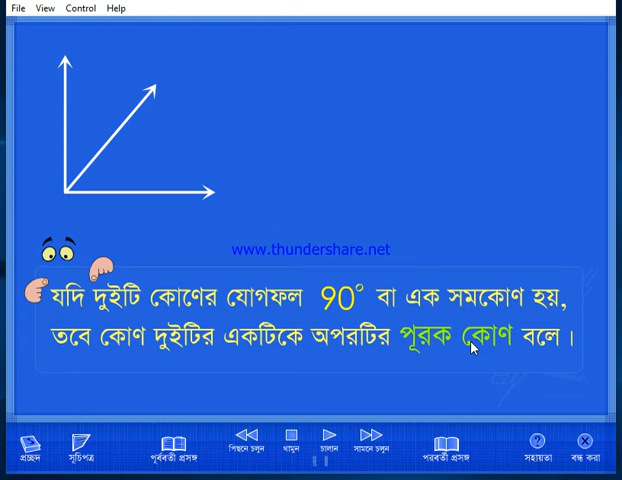 File View Control Help
www.thundershare.net
যদি দুইটি কোণের যোগফল 90° বা এক সমকোণ হয়,
তবে কোণ দুইটির একটিকে অপরটির পূরক কোণ বলে।
প্রচ্ছদ সূচিপত্র পূর্ববর্তী প্রসঙ্গ পিছনে চলুন থামুন চালান সামনে চলুন পরবর্তী প্রসঙ্গ সহায়তা বন্ধ করা